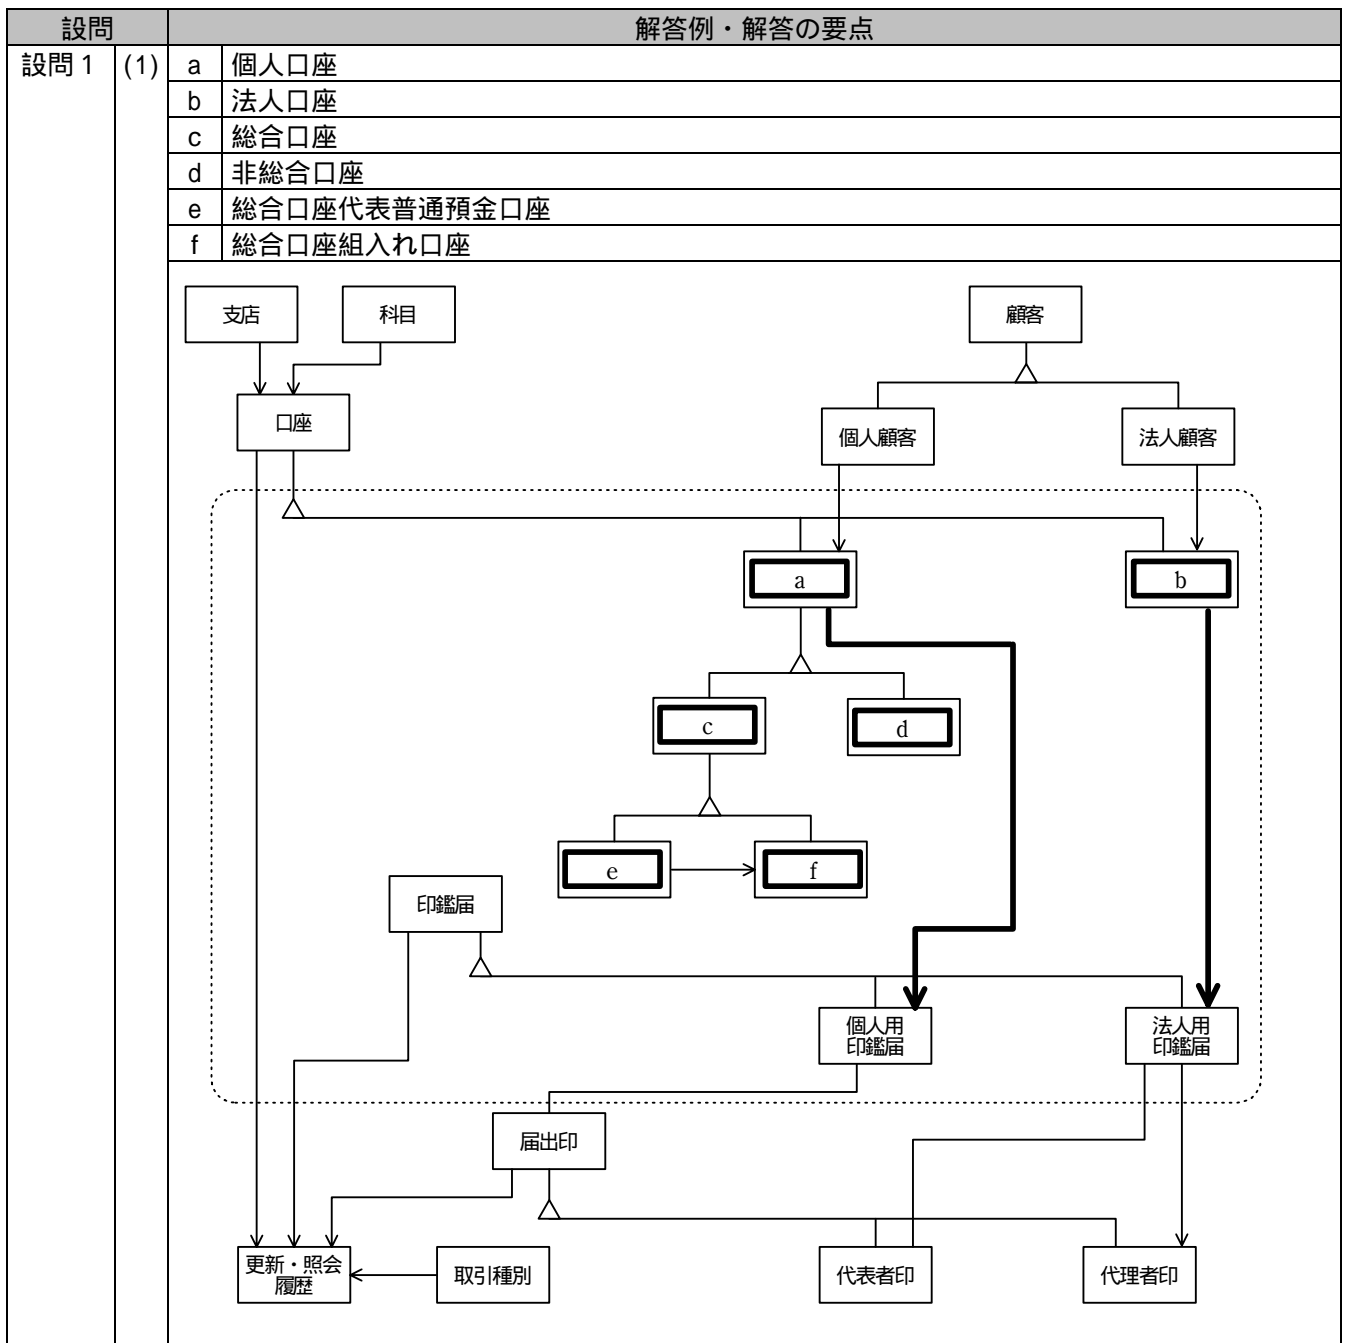 設問 解答例・解答の要点
設問1 (1) a 個人口座
b 法人口座
c 総合口座
d 非総合口座
e 総合口座代表普通預金口座
f 総合口座組入れ口座
支店 科目 顧客
口座 個人顧客 法人顧客
a b
c d
e f
印鑑届
個人用
印鑑届
法人用
印鑑届
届出印
更新・照会
履歴
取引種別 代表者印 代理者印